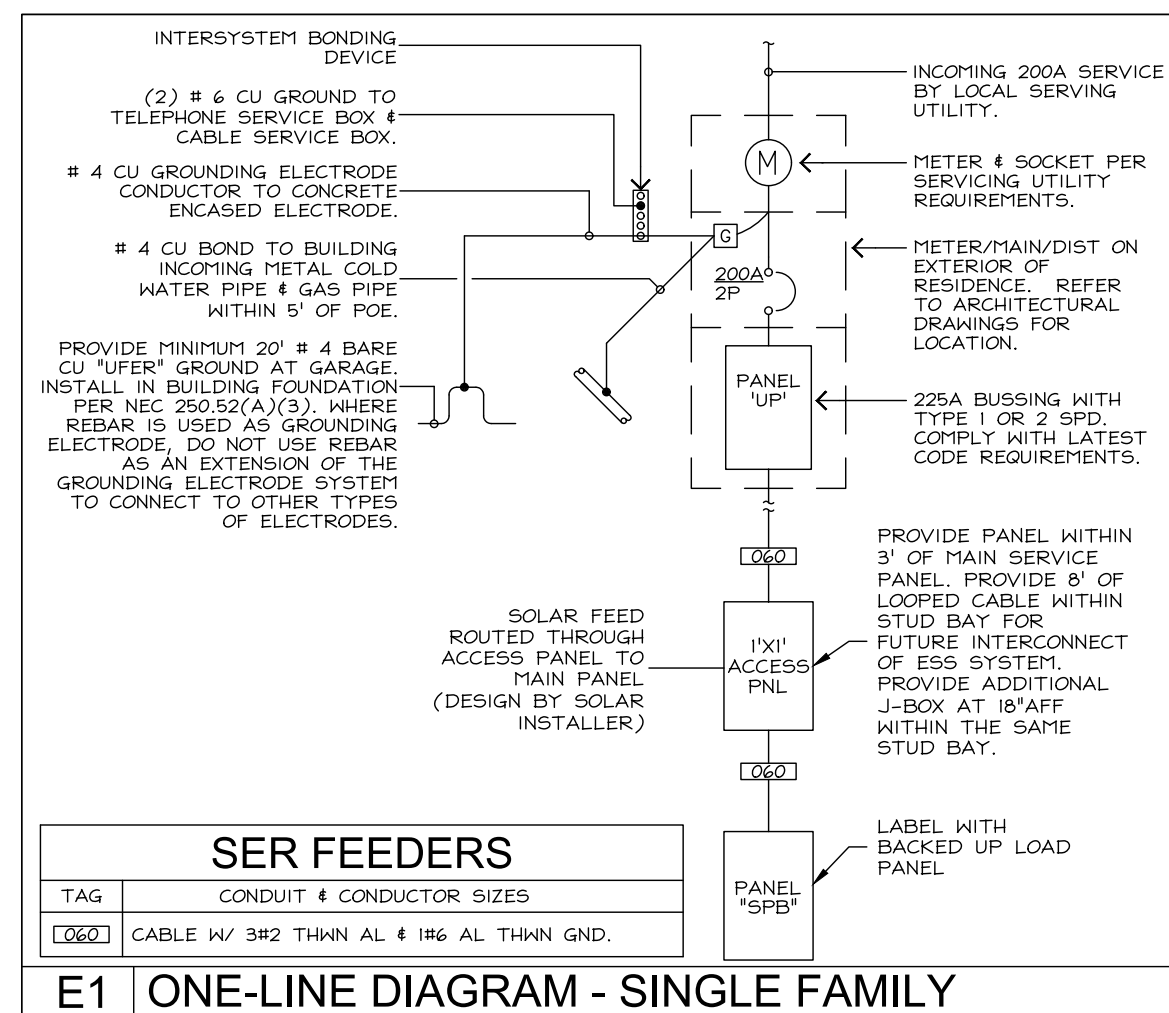 INTERSYSTEM BONDING
DEVICE
(2) # 6 CU GROUND TO
TELEPHONE SERVICE BOX &
CABLE SERVICE BOX.
# 4 CU GROUNDING ELECTRODE
CONDUCTOR TO CONCRETE
ENCASED ELECTRODE.
# 4 CU BOND TO BUILDING
INCOMING METAL COLD
WATER PIPE & GAS PIPE
WITHIN 5' OF POE.
PROVIDE MINIMUM 20' # 4 BARE
CU "UFER" GROUND AT GARAGE.
INSTALL IN BUILDING FOUNDATION
PER NEC 250.52(A)(3). WHERE
REBAR IS USED AS GROUNDING
ELECTRODE, DO NOT USE REBAR
AS AN EXTENSION OF THE
GROUNDING ELECTRODE SYSTEM
TO CONNECT TO OTHER TYPES
OF ELECTRODES.
INCOMING 200A SERVICE
BY LOCAL SERVING
UTILITY.
M
METER & SOCKET PER
SERVICING UTILITY
REQUIREMENTS.
G
200A
2P
METER/MAIN/DIST ON
EXTERIOR OF
RESIDENCE. REFER
TO ARCHITECTURAL
DRAWINGS FOR
LOCATION.
PANEL
'UP'
225A BUSSING WITH
TYPE 1 OR 2 SPD.
COMPLY WITH LATEST
CODE REQUIREMENTS.
060
SOLAR FEED
ROUTED THROUGH
ACCESS PANEL TO
MAIN PANEL
(DESIGN BY SOLAR
INSTALLER)
1'X1'
ACCESS
PNL
PROVIDE PANEL WITHIN
3' OF MAIN SERVICE
PANEL. PROVIDE 8' OF
LOOPED CABLE WITHIN
STUD BAY FOR
FUTURE INTERCONNECT
OF ESS SYSTEM.
PROVIDE ADDITIONAL
J-BOX AT 18"AFF
WITHIN THE SAME
STUD BAY.
060
PANEL
"SPB"
LABEL WITH
BACKED UP LOAD
PANEL
SER FEEDERS
TAG CONDUIT & CONDUCTOR SIZES
060 CABLE W/ 3#2 THWN AL & 1#6 AL THWN GND.
E1 ONE-LINE DIAGRAM - SINGLE FAMILY